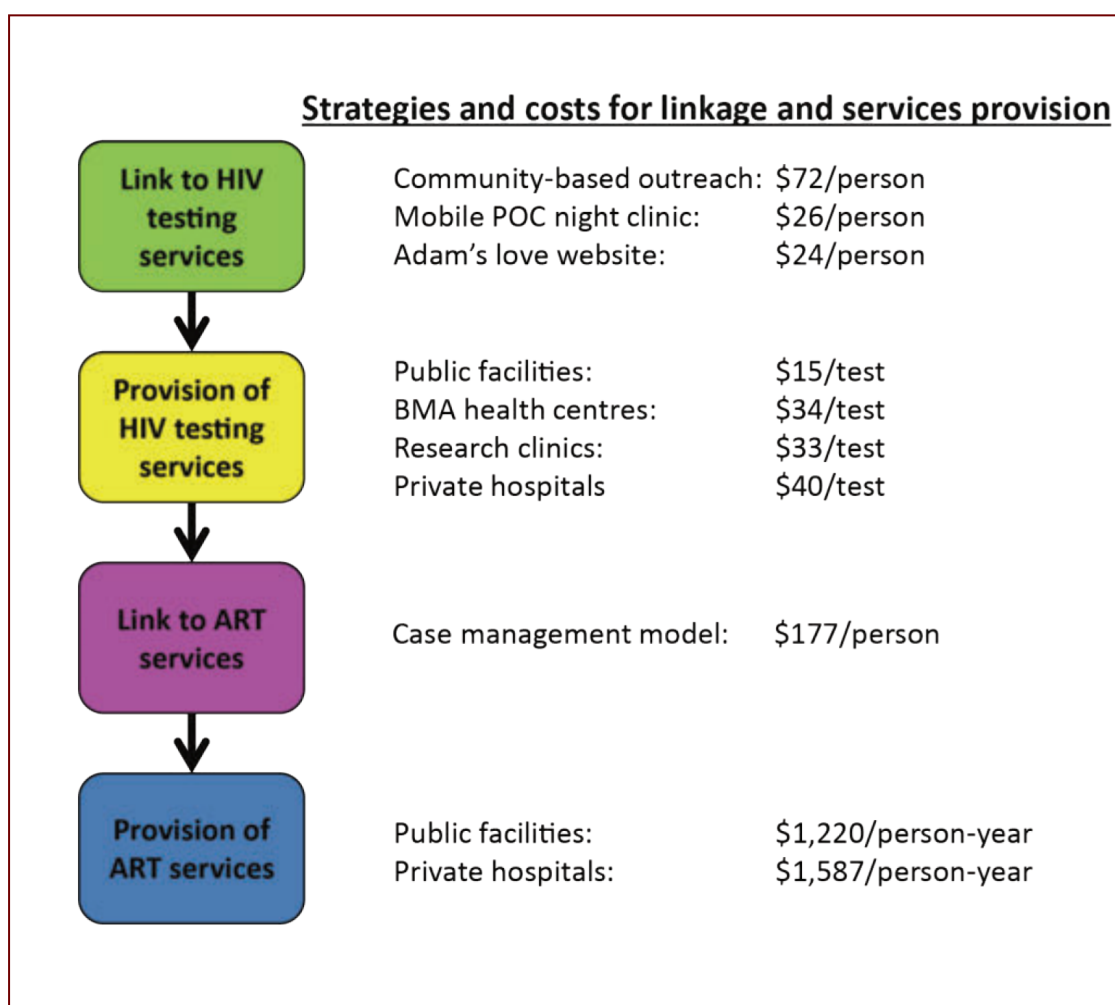 Strategies and costs for linkage and services provision
Link to HIV
testing
services
Community-based outreach: $72/person
Mobile POC night clinic: $26/person
Adam’s love website: $24/person
Provision of
HIV testing
services
Public facilities: $15/test
BMA health centres: $34/test
Research clinics: $33/test
Private hospitals $40/test
Link to ART
services
Case management model: $177/person
Provision of
ART services
Public facilities: $1,220/person-year
Private hospitals: $1,587/person-year